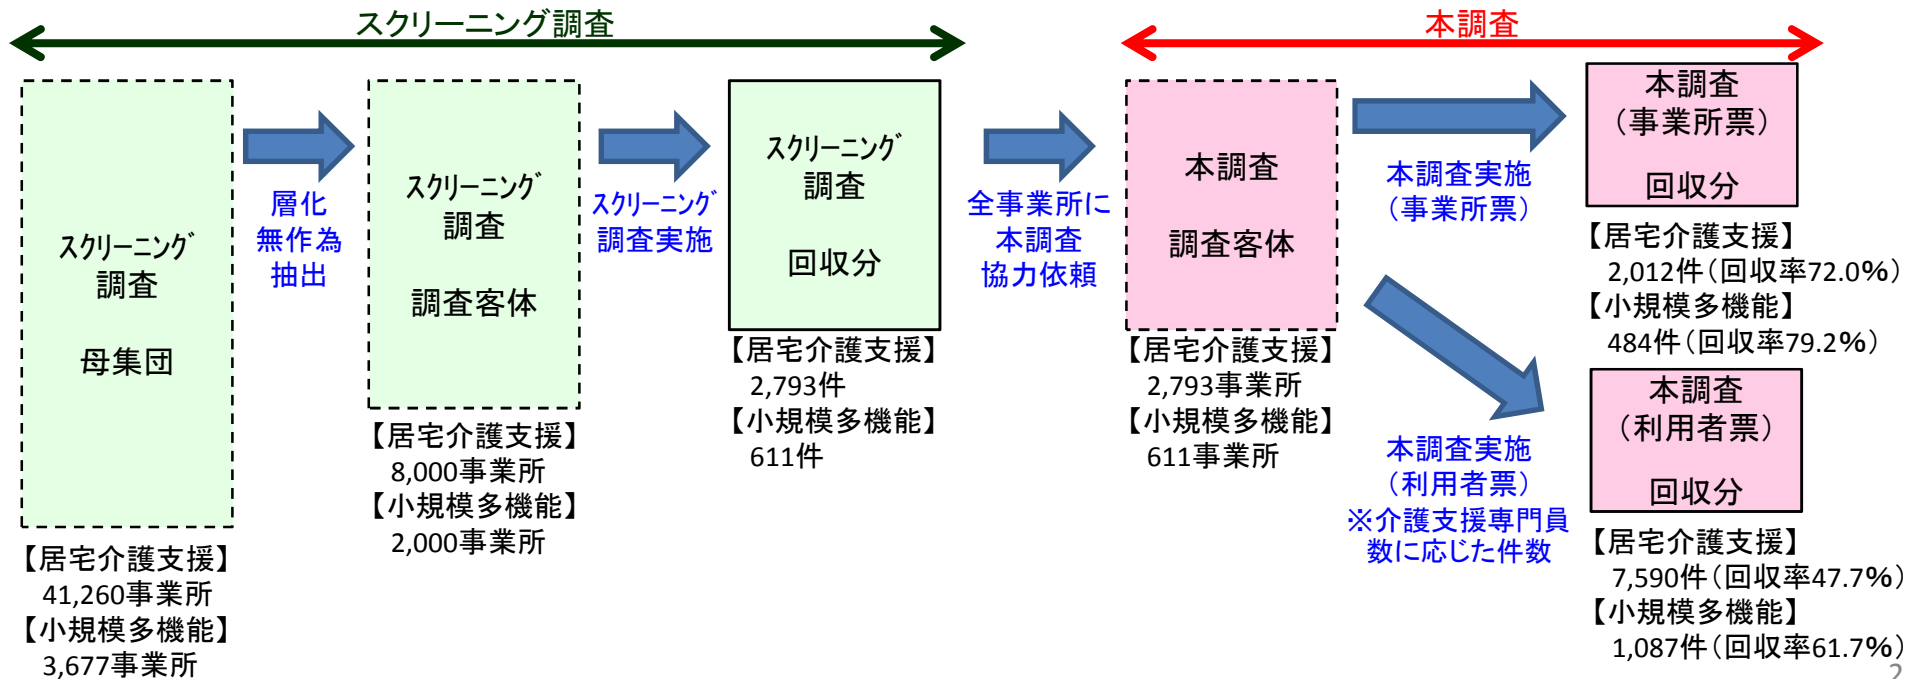 スクリーニング調査
本調査
スクリーニング
調査
母集団
【居宅介護支援】
41,260事業所
【小規模多機能】
3,677事業所
層化
無作為
抽出
スクリーニング
調査
調査客体
【居宅介護支援】
8,000事業所
【小規模多機能】
2,000事業所
スクリーニング
調査実施
スクリーニング
調査
回収分
【居宅介護支援】
2,793件
【小規模多機能】
611件
全事業所に
本調査
協力依頼
本調査
調査客体
【居宅介護支援】
2,793事業所
【小規模多機能】
611事業所
本調査実施
（事業所票）
本調査
（事業所票）
回収分
【居宅介護支援】
2,012件（回収率72.0%）
【小規模多機能】
484件（回収率79.2%）
本調査実施
（利用者票）
※介護支援専門員
数に応じた件数
本調査
（利用者票）
回収分
【居宅介護支援】
7,590件（回収率47.7%）
【小規模多機能】
1,087件（回収率61.7%）
2